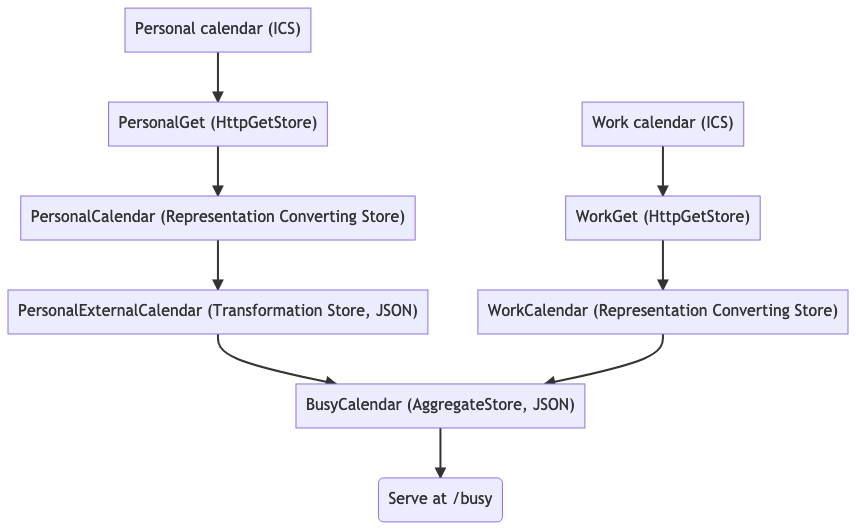 Personal calendar (ICS)
PersonalGet (HttpGetStore)
Work calendar (ICS)
PersonalCalendar (Representation Converting Store)
WorkGet (HttpGetStore)
PersonalExternalCalendar (Transformation Store, JSON)
WorkCalendar (Representation Converting Store)
BusyCalendar (AggregateStore, JSON)
Serve at /busy